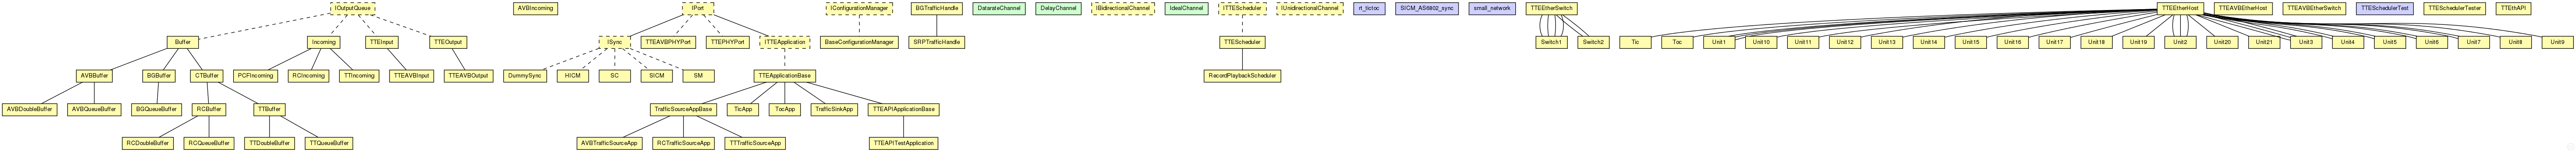 IOutputQueue
AVBIncoming
IPort
IConfigurationManager
BGTrafficHandle
DatarateChannel
DelayChannel
IBidirectionalChannel
IdealChannel
ITTEScheduler
IUnidirectionalChannel
rt_tictoc
SICM_AS6802_sync
small_network
TTEEtherSwitch
TTEEtherHost
TTEAVBEtherHost
TTEAVBEtherSwitch
TTESchedulerTest
TTESchedulerTester
TTEthAPI
Buffer
Incoming
TTEInput
TTEOutput
ISync
TTEAVBPHYPort
TTEPHYPort
ITTEApplication
BaseConfigurationManager
SRPTrafficHandle
TTEScheduler
Switch1
Switch2
Tic
Toc
Unit1
Unit10
Unit11
Unit12
Unit13
Unit14
Unit15
Unit16
Unit17
Unit18
Unit19
Unit2
Unit20
Unit21
Unit3
Unit4
Unit5
Unit6
Unit7
Unit8
Unit9
AVBBuffer
BGBuffer
CTBuffer
PCFIncoming
RCIncoming
TTIncoming
TTEAVBInput
TTEAVBOutput
DummySync
HICM
SC
SICM
SM
TTEApplicationBase
RecordPlaybackScheduler
AVBDoubleBuffer
AVBQueueBuffer
BGQueueBuffer
RCBuffer
TTBuffer
TrafficSourceAppBase
TicApp
TocApp
TrafficSinkApp
TTEAPIApplicationBase
RCDoubleBuffer
RCQueueBuffer
TTDoubleBuffer
TTQueueBuffer
AVBTrafficSourceApp
RCTrafficSourceApp
TTTrafficSourceApp
TTEAPITestApplication